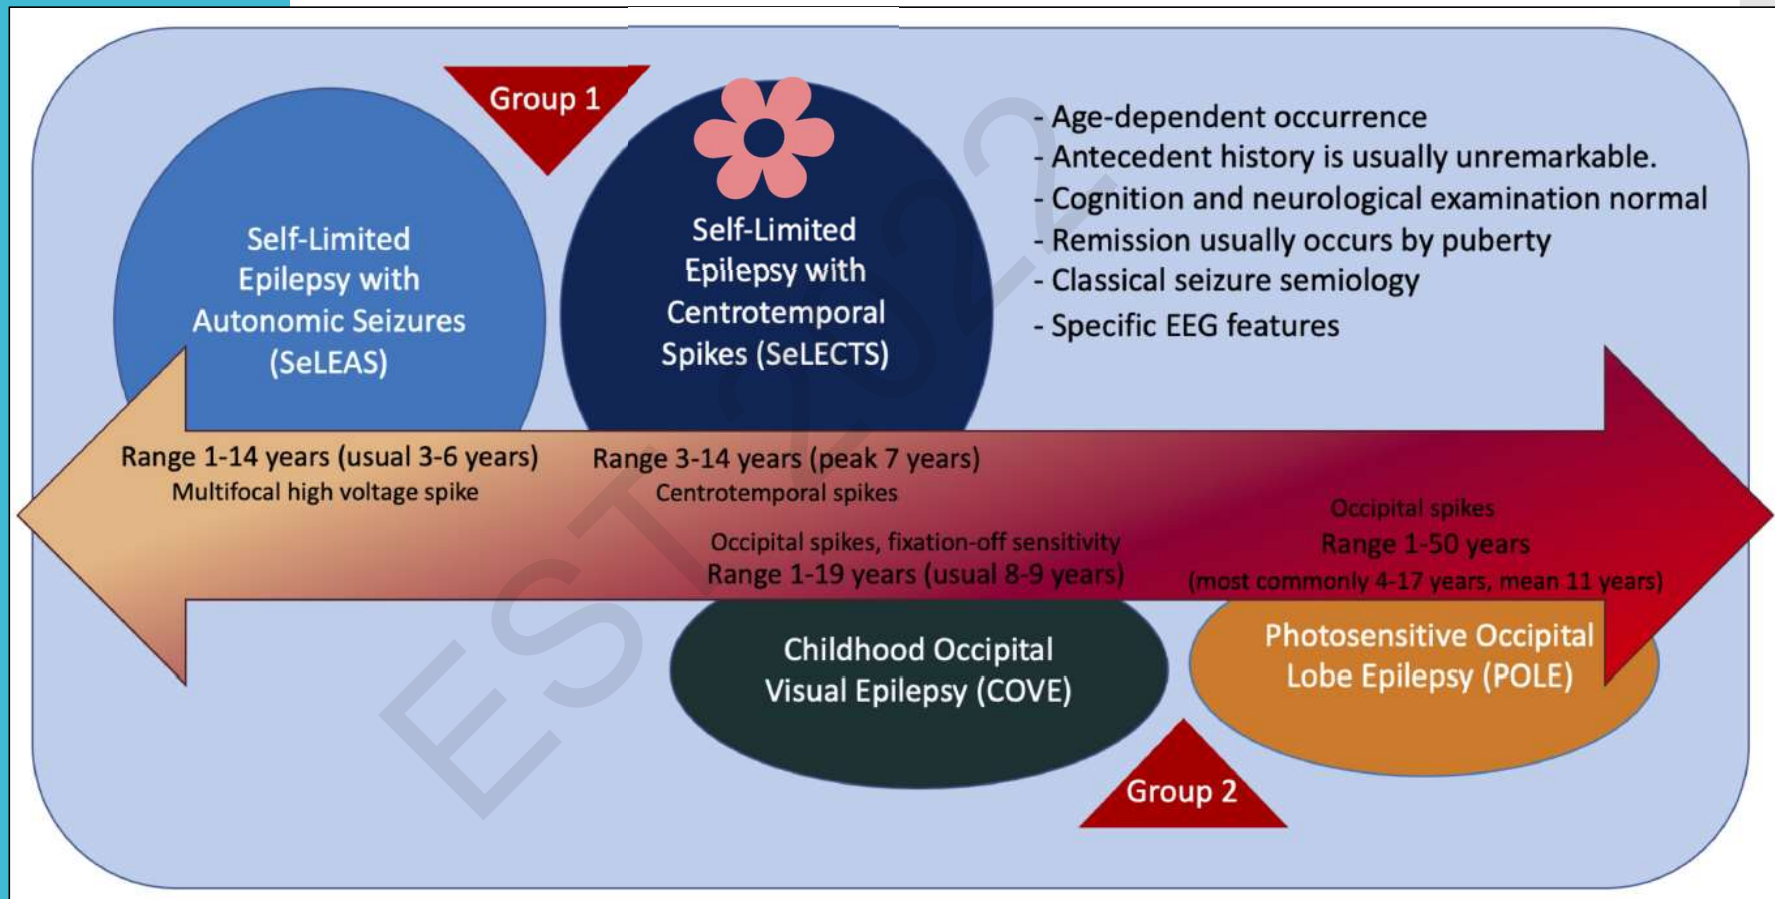 Group 1
Self-Limited
Epilepsy with
Autonomic Seizures
(SeLEAS)
Self-Limited
Epilepsy with
Centrotemporal
Spikes (SeLECTS)
- Age-dependent occurrence
- Antecedent history is usually unremarkable.
- Cognition and neurological examination normal
- Remission usually occurs by puberty
- Classical seizure semiology
- Specific EEG features
Range 1-14 years (usual 3-6 years)
Multifocal high voltage spike
Range 3-14 years (peak 7 years)
Centrotemporal spikes
Occipital spikes, fixation-off sensitivity
Range 1-19 years (usual 8-9 years)
Occipital spikes
Range 1-50 years
(most commonly 4-17 years, mean 11 years)
Childhood Occipital
Visual Epilepsy (COVE)
Photosensitive Occipital
Lobe Epilepsy (POLE)
Group 2
EST 2022